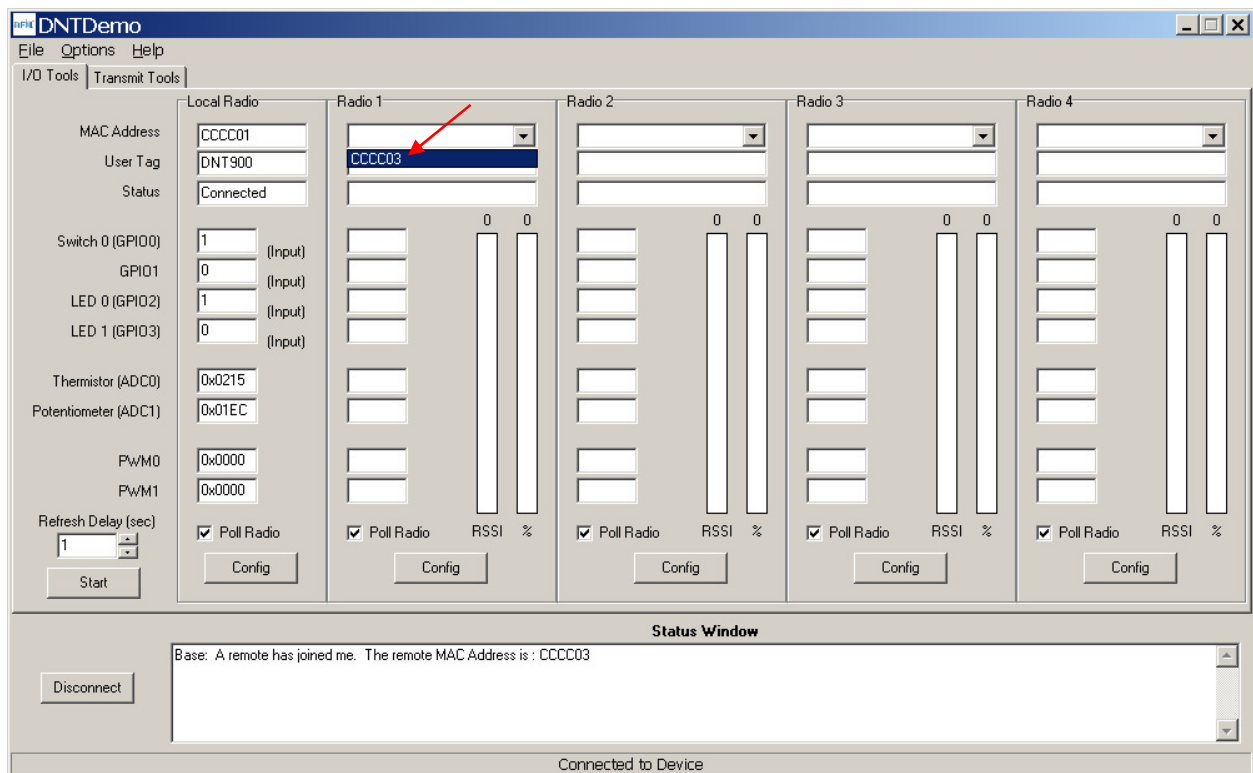 RFM DNTDemo
File Options Help
I/O Tools Transmit Tools
Local Radio Radio 1 Radio 2 Radio 3 Radio 4
MAC Address CCCC01
User Tag DNT900 CCCC03
Status Connected
0 0 0 0 0 0 0 0
Switch 0 (GPIO0) 1 (Input)
GPIO1 0 (Input)
LED 0 (GPIO2) 1 (Input)
LED 1 (GPIO3) 0 (Input)
Thermistor (ADC0) 0x0215
Potentiometer (ADC1) 0x01EC
PWM0 0x0000
PWM1 0x0000
Refresh Delay (sec)
1
Poll Radio Poll Radio RSSI % Poll Radio RSSI % Poll Radio RSSI % Poll Radio RSSI %
Start Config Config Config Config Config
Status Window
Base: A remote has joined me. The remote MAC Address is : CCCC03
Disconnect
Connected to Device